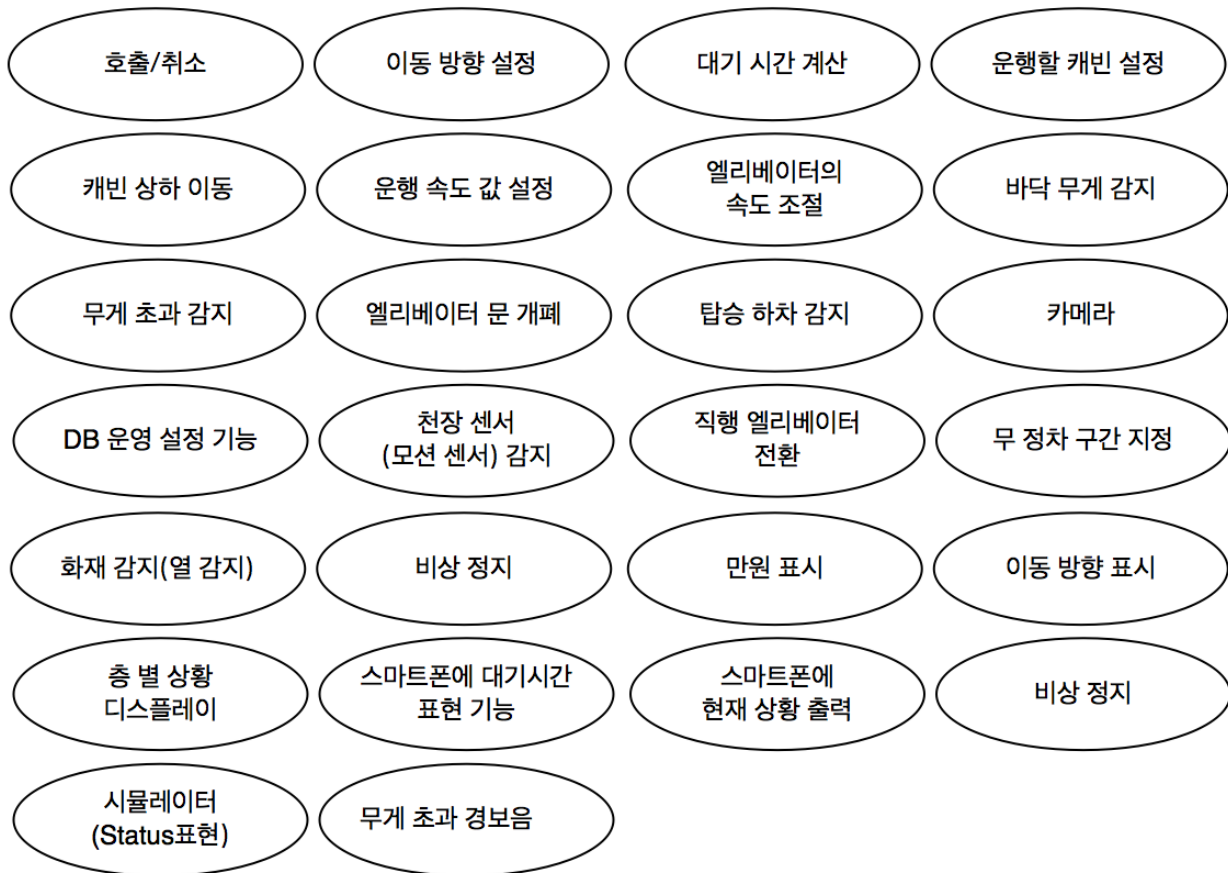 호출/취소
이동 방향 설정
대기 시간 계산
운행할 캐빈 설정
캐빈 상하 이동
운행 속도 값 설정
엘리베이터의
속도 조절
바닥 무게 감지
무게 초과 감지
엘리베이터 문 개폐
탑승 하차 감지
카메라
DB 운영 설정 기능
천장 센서
(모션 센서) 감지
직행 엘리베이터
전환
무 정차 구간 지정
화재 감지(열 감지)
비상 정지
만원 표시
이동 방향 표시
층 별 상황
디스플레이
스마트폰에 대기시간
표현 기능
스마트폰에
현재 상황 출력
비상 정지
시뮬레이터
(Status표현)
무게 초과 경보음